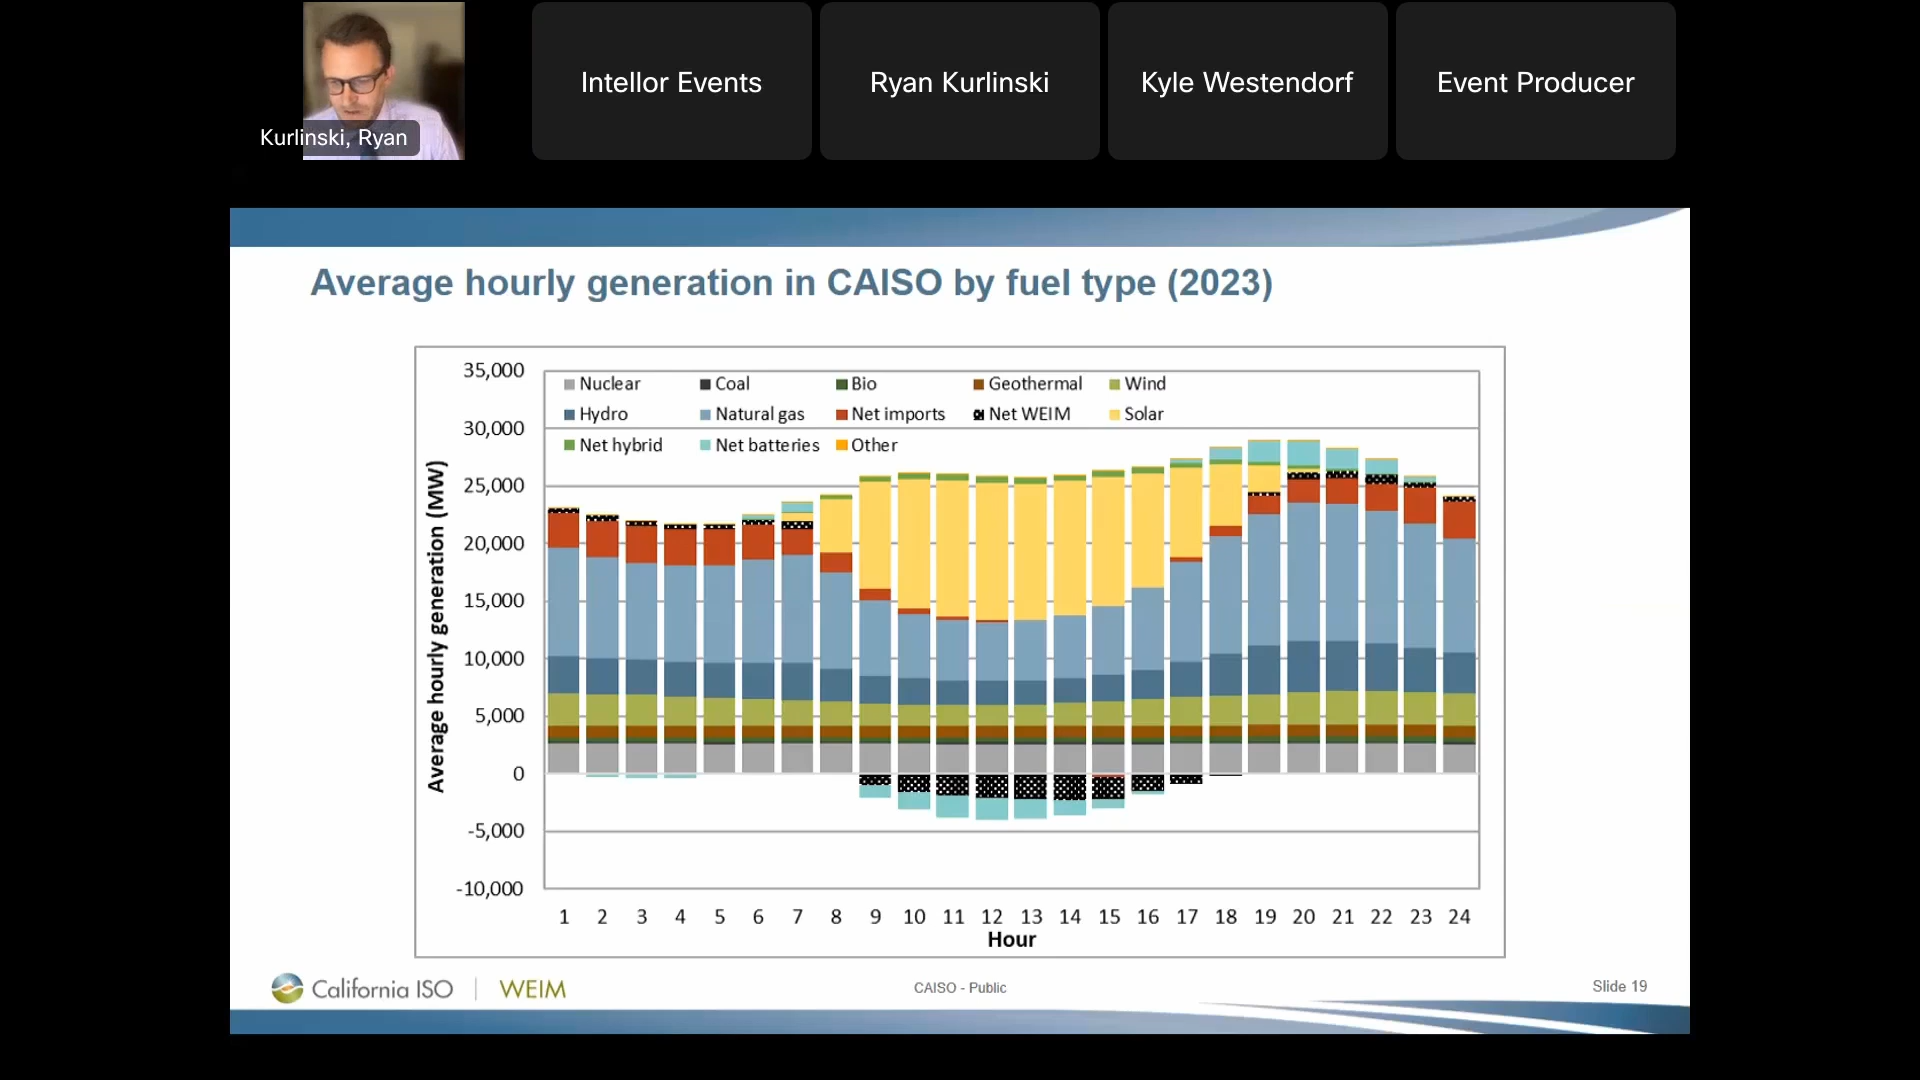 Kurlinski, Ryan
Intellor Events
Ryan Kurlinski
Kyle Westendorf
Event Producer
Average hourly generation in CAISO by fuel type (2023)
Average hourly generation (MW)
35,000
30,000
25,000
20,000
15,000
10,000
5,000
0
-5,000
-10,000
Nuclear Coal Bio Geothermal Wind
Hydro Natural gas Net imports Net WEIM Solar
Net hybrid Net batteries Other
1 2 3 4 5 6 7 8 9 10 11 12 13 14 15 16 17 18 19 20 21 22 23 24
Hour
California ISO | WEIM
CAISO - Public
Slide 19